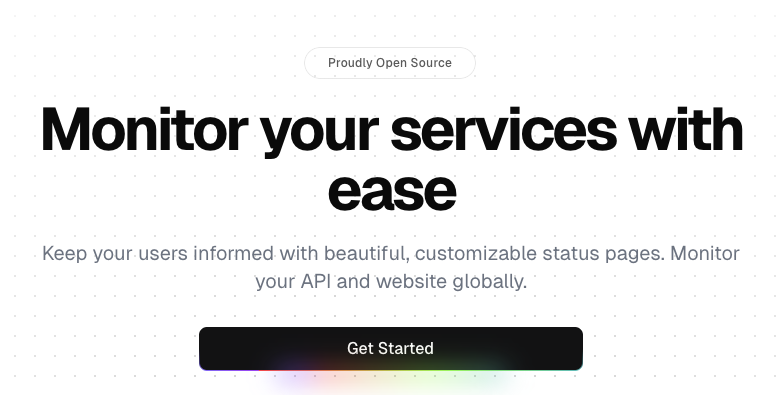 Proudly Open Source
Monitor your services with
ease
Keep your users informed with beautiful, customizable status pages. Monitor
your API and website globally.
Get Started